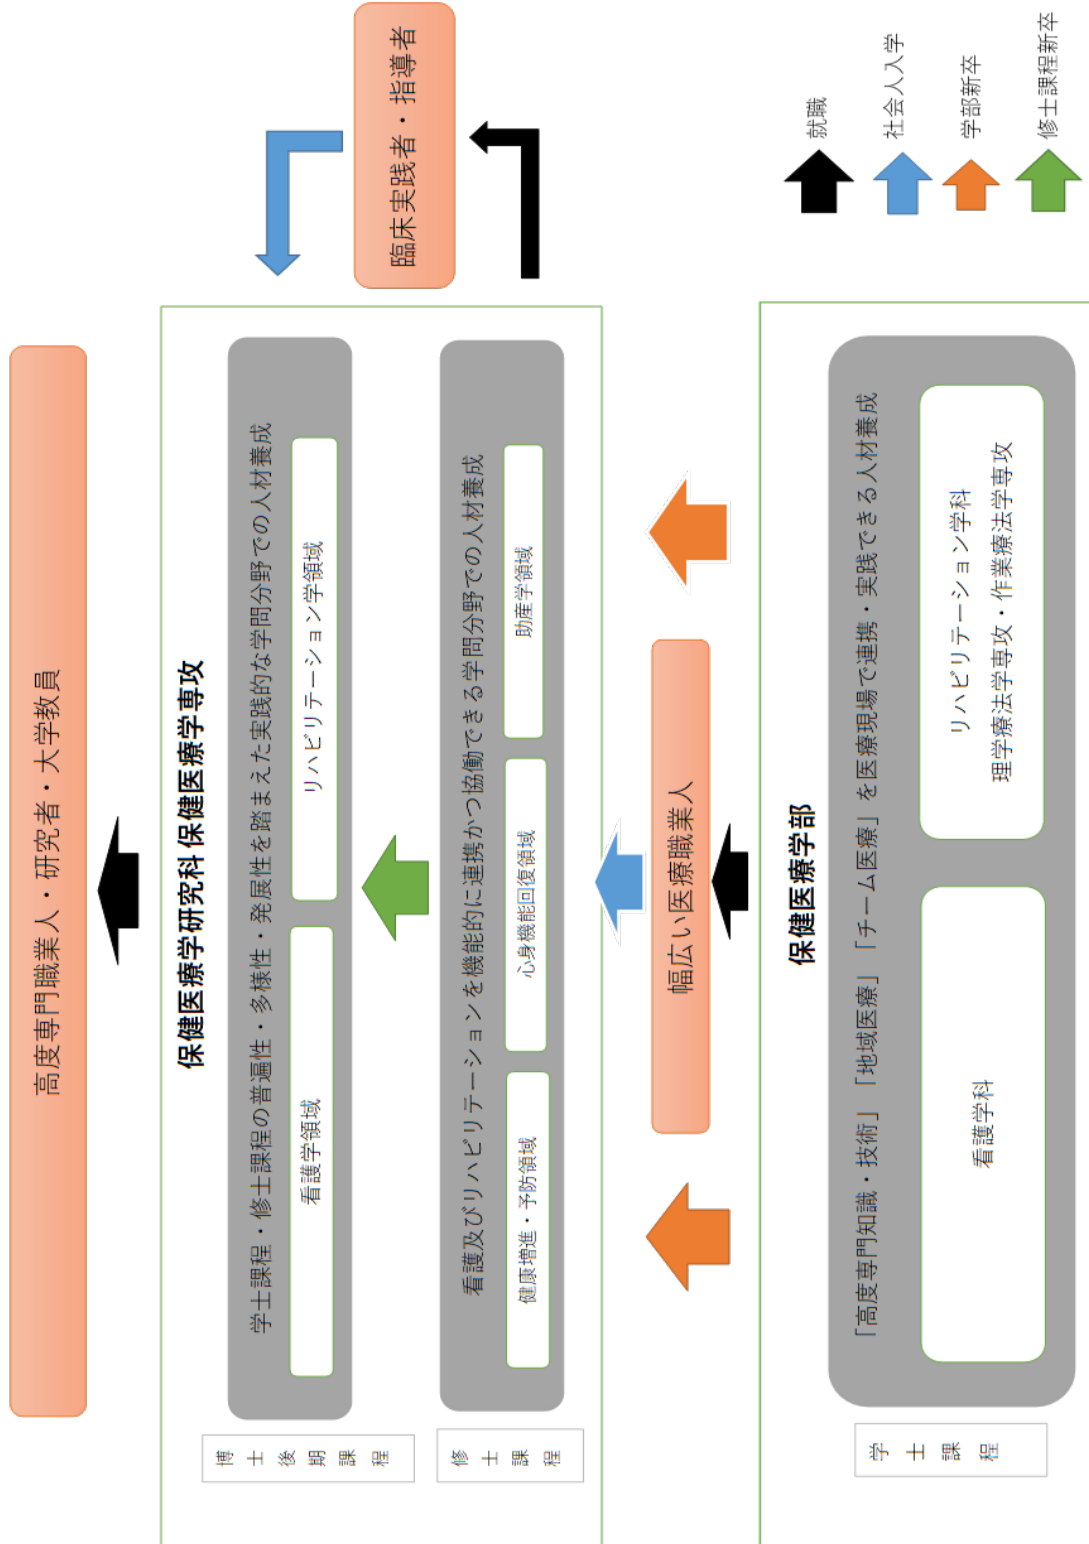 高度専門職業人・研究者・大学教員
保健医療学研究科保健医療学専攻
博士後期課程
学士課程・修士課程の普遍性・多様性・発展性を踏まえた実践的な学問分野での人材養成
看護学領域
リハビリテーション学領域
修士課程
看護及びリハビリテーションを機能的に連携かつ協働できる学問分野での人材養成
健康増進・予防領域
心身機能回復領域
助産学領域
臨床実践者・指導者
幅広い医療職業人
保健医療学部
学士課程
「高度専門知識・技術」「地域医療」「チーム医療」を医療現場で連携・実践できる人材養成
看護学科
リハビリテーション学科
理学療法学専攻・作業療法学専攻
就職
社会人入学
学部新卒
修士課程新卒